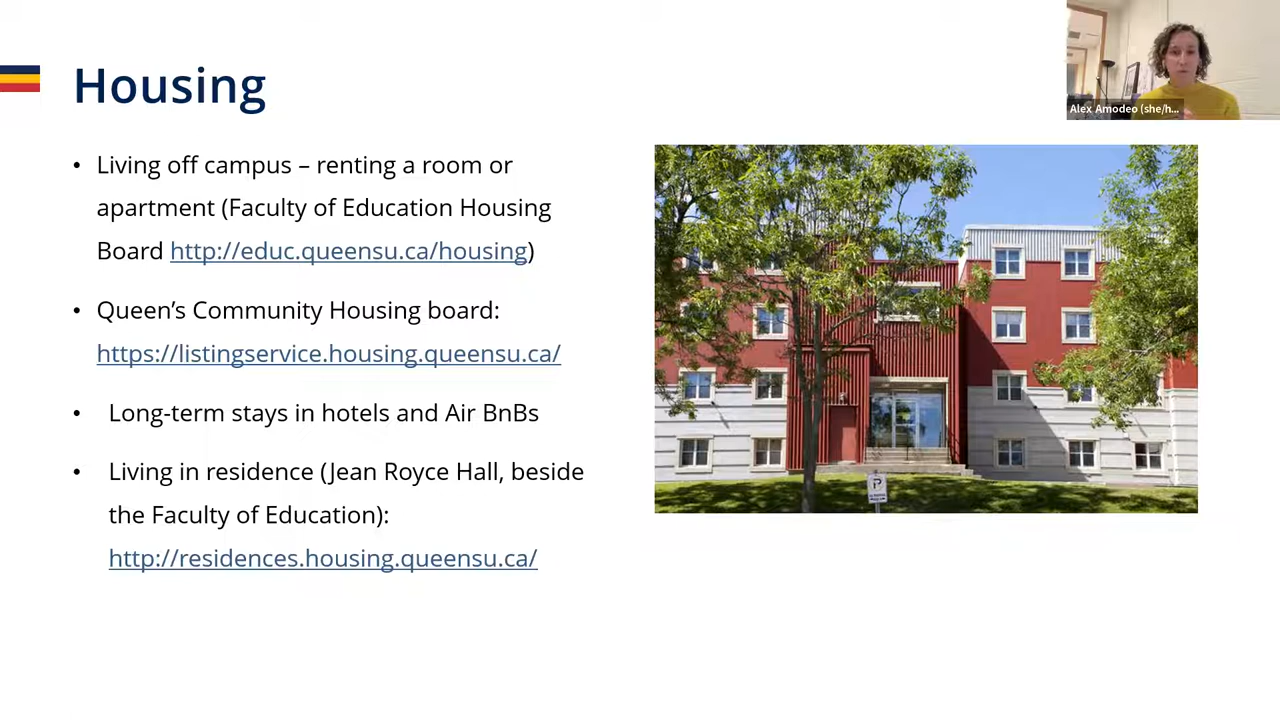 Housing
Alex Amodeo (she/h...
• Living off campus – renting a room or
apartment (Faculty of Education Housing
Board http://educ.queensu.ca/housing)
• Queen’s Community Housing board:
https://listingservice.housing.queensu.ca/
• Long-term stays in hotels and Air BnBs
• Living in residence (Jean Royce Hall, beside
the Faculty of Education):
http://residences.housing.queensu.ca/
P